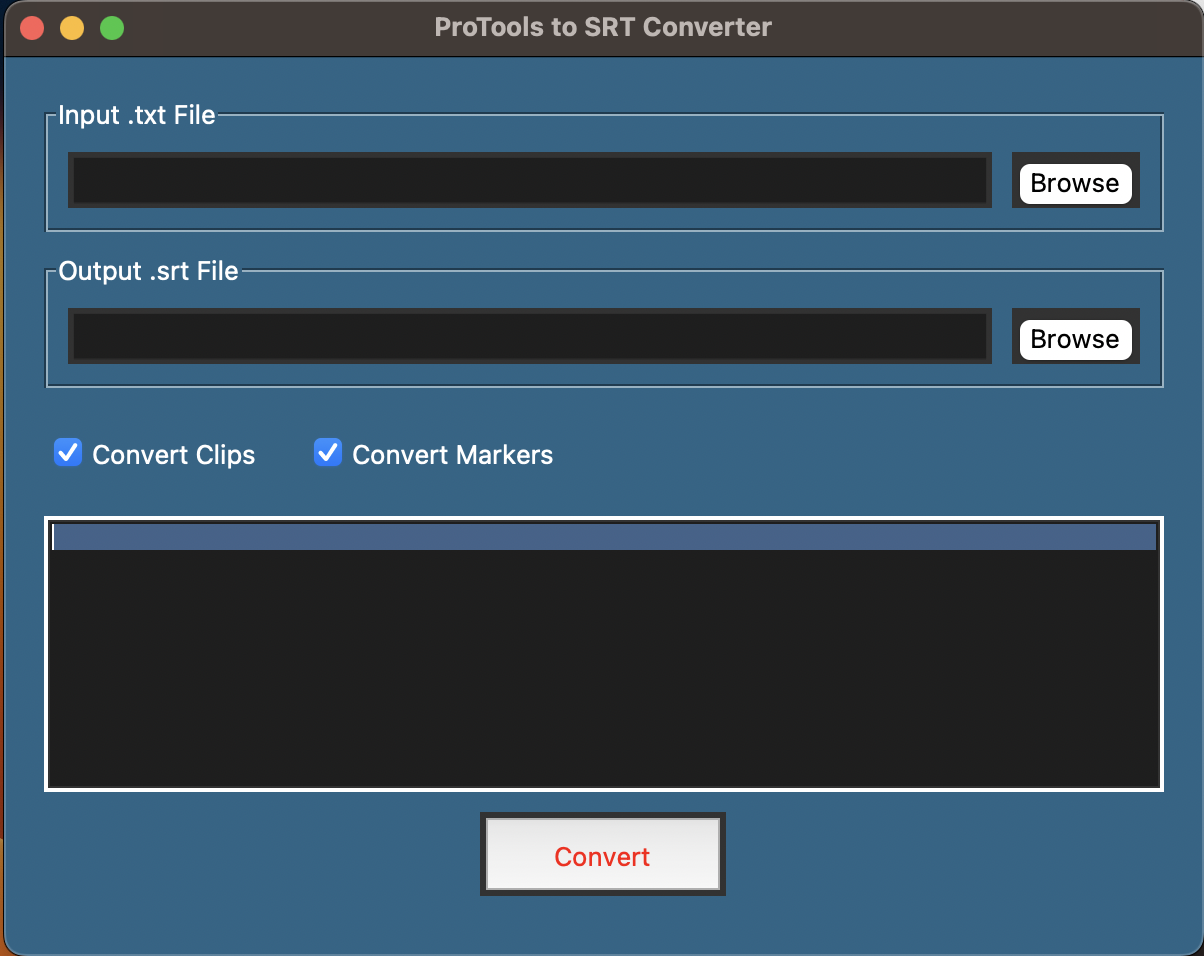 ProTools to SRT Converter
Input .txt File
Browse
Output .srt File
Browse
Convert Clips Convert Markers
Convert